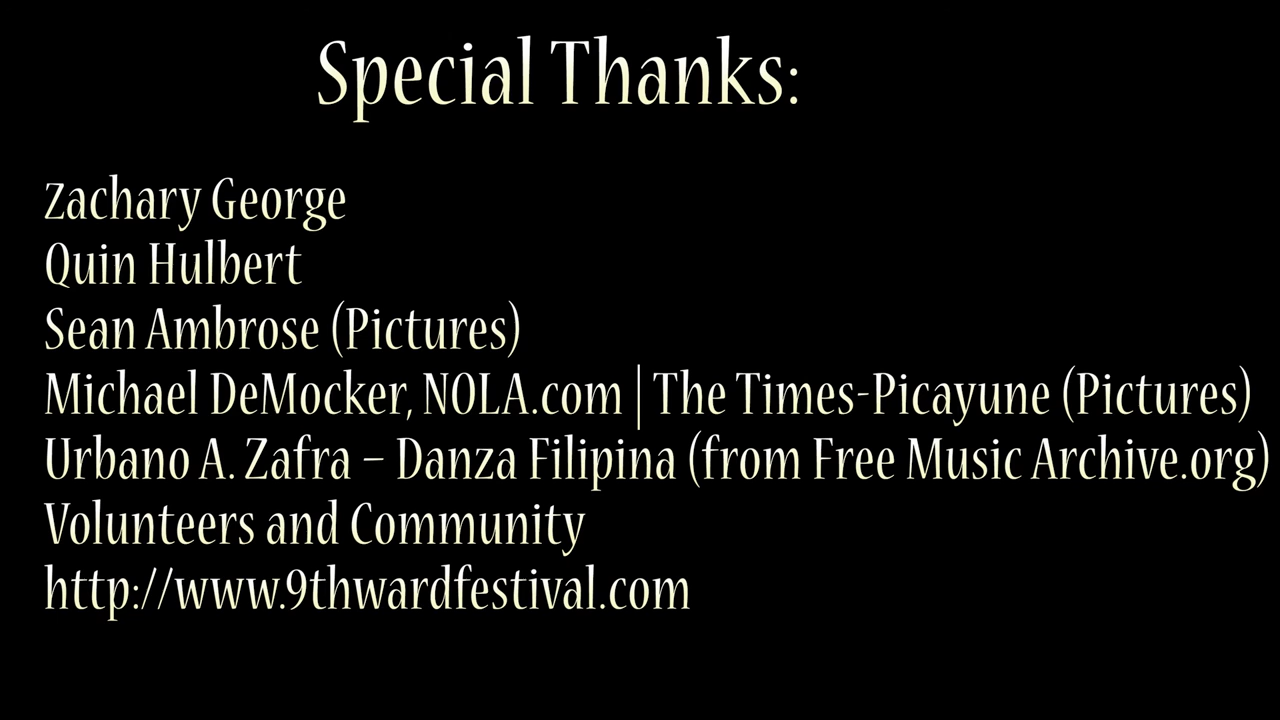 Special Thanks:
Zachary George
Quin Hulbert
Sean Ambrose (Pictures)
Michael DeMocker, NOLA.com | The Times-Picayune (Pictures)
Urbano A. Zafra – Danza Filipina (from Free Music Archive.org)
Volunteers and Community
http://www.9thwardfestival.com